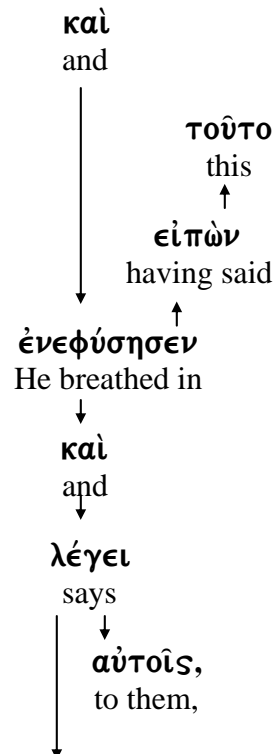 καὶ
and
τοῦτο
this
εἰπὼν
having said
ἐνεφύσησεν
He breathed in
καὶ
and
λέγει
says
αὐτοῖς,
to them,